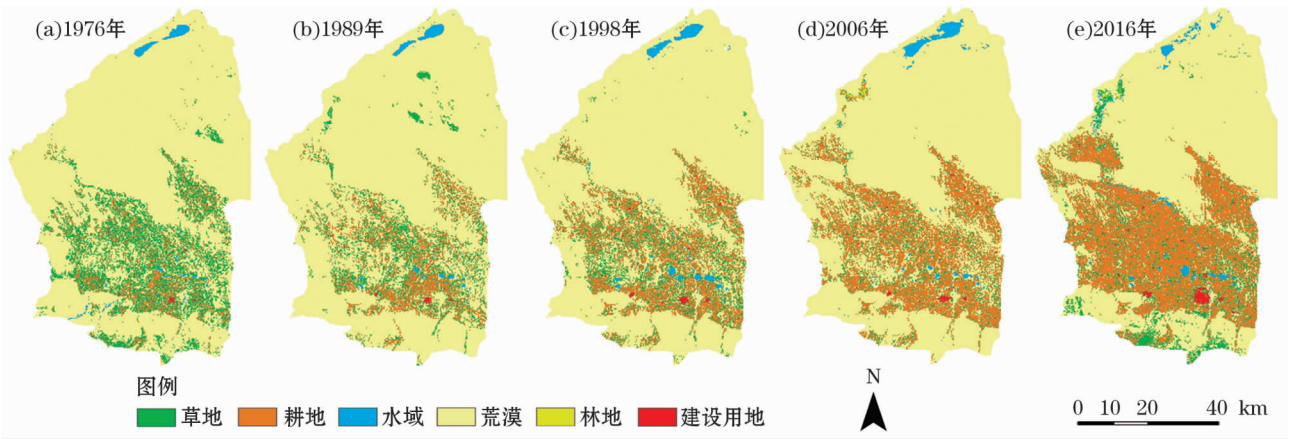 (a)1976年
(b)1989年
(c)1998年
(d)2006年
(e)2016年
图例
草地 耕地 水域 荒漠 林地 建设用地
N
0 10 20 40 km